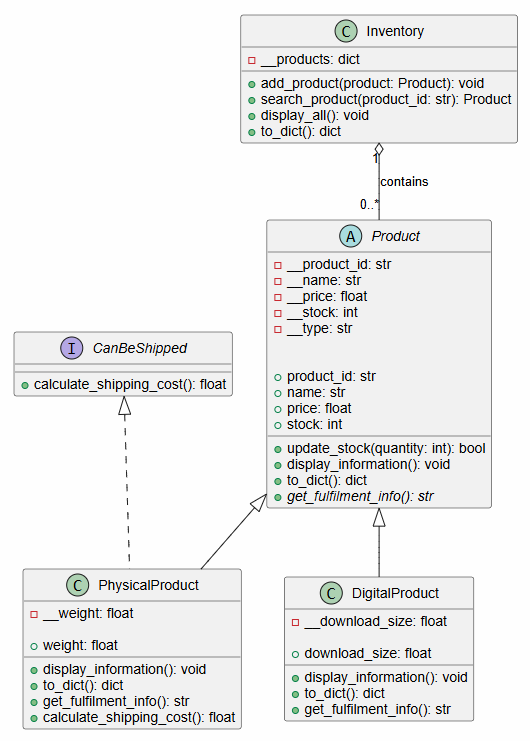 C Inventory
__products: dict
add_product(product: Product): void
search_product(product_id: str): Product
display_all(): void
to_dict(): dict
1
contains
0..*
A Product
__product_id: str
__name: str
__price: float
__stock: int
__type: str
product_id: str
name: str
price: float
stock: int
update_stock(quantity: int): bool
display_information(): void
to_dict(): dict
get_fulfilment_info(): str
I CanBeShipped
calculate_shipping_cost(): float
C PhysicalProduct
__weight: float
weight: float
display_information(): void
to_dict(): dict
get_fulfilment_info(): str
calculate_shipping_cost(): float
C DigitalProduct
__download_size: float
download_size: float
display_information(): void
to_dict(): dict
get_fulfilment_info(): str